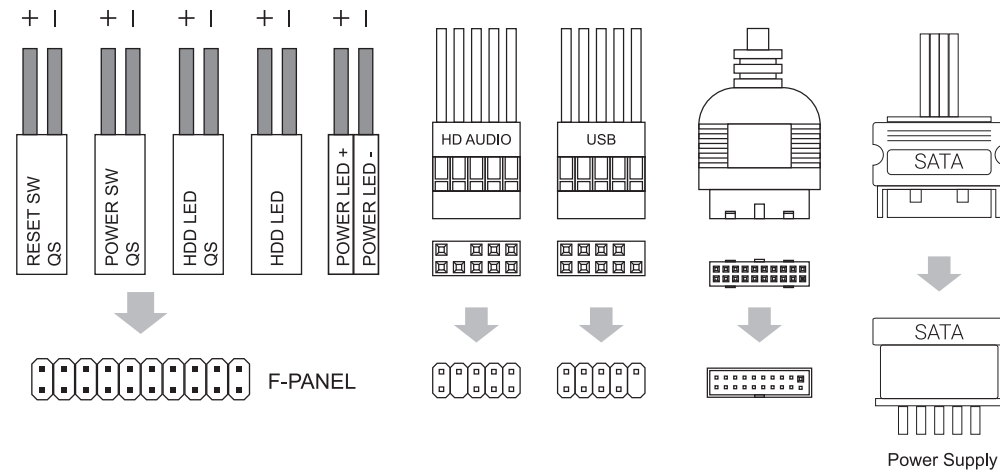 + −
+ −
+ −
+ −
+ −
RESET SW
QS
POWER SW
QS
HDD LED
QS
HDD LED
POWER LED +
POWER LED -
HD AUDIO
USB
SATA
F-PANEL
SATA
Power Supply